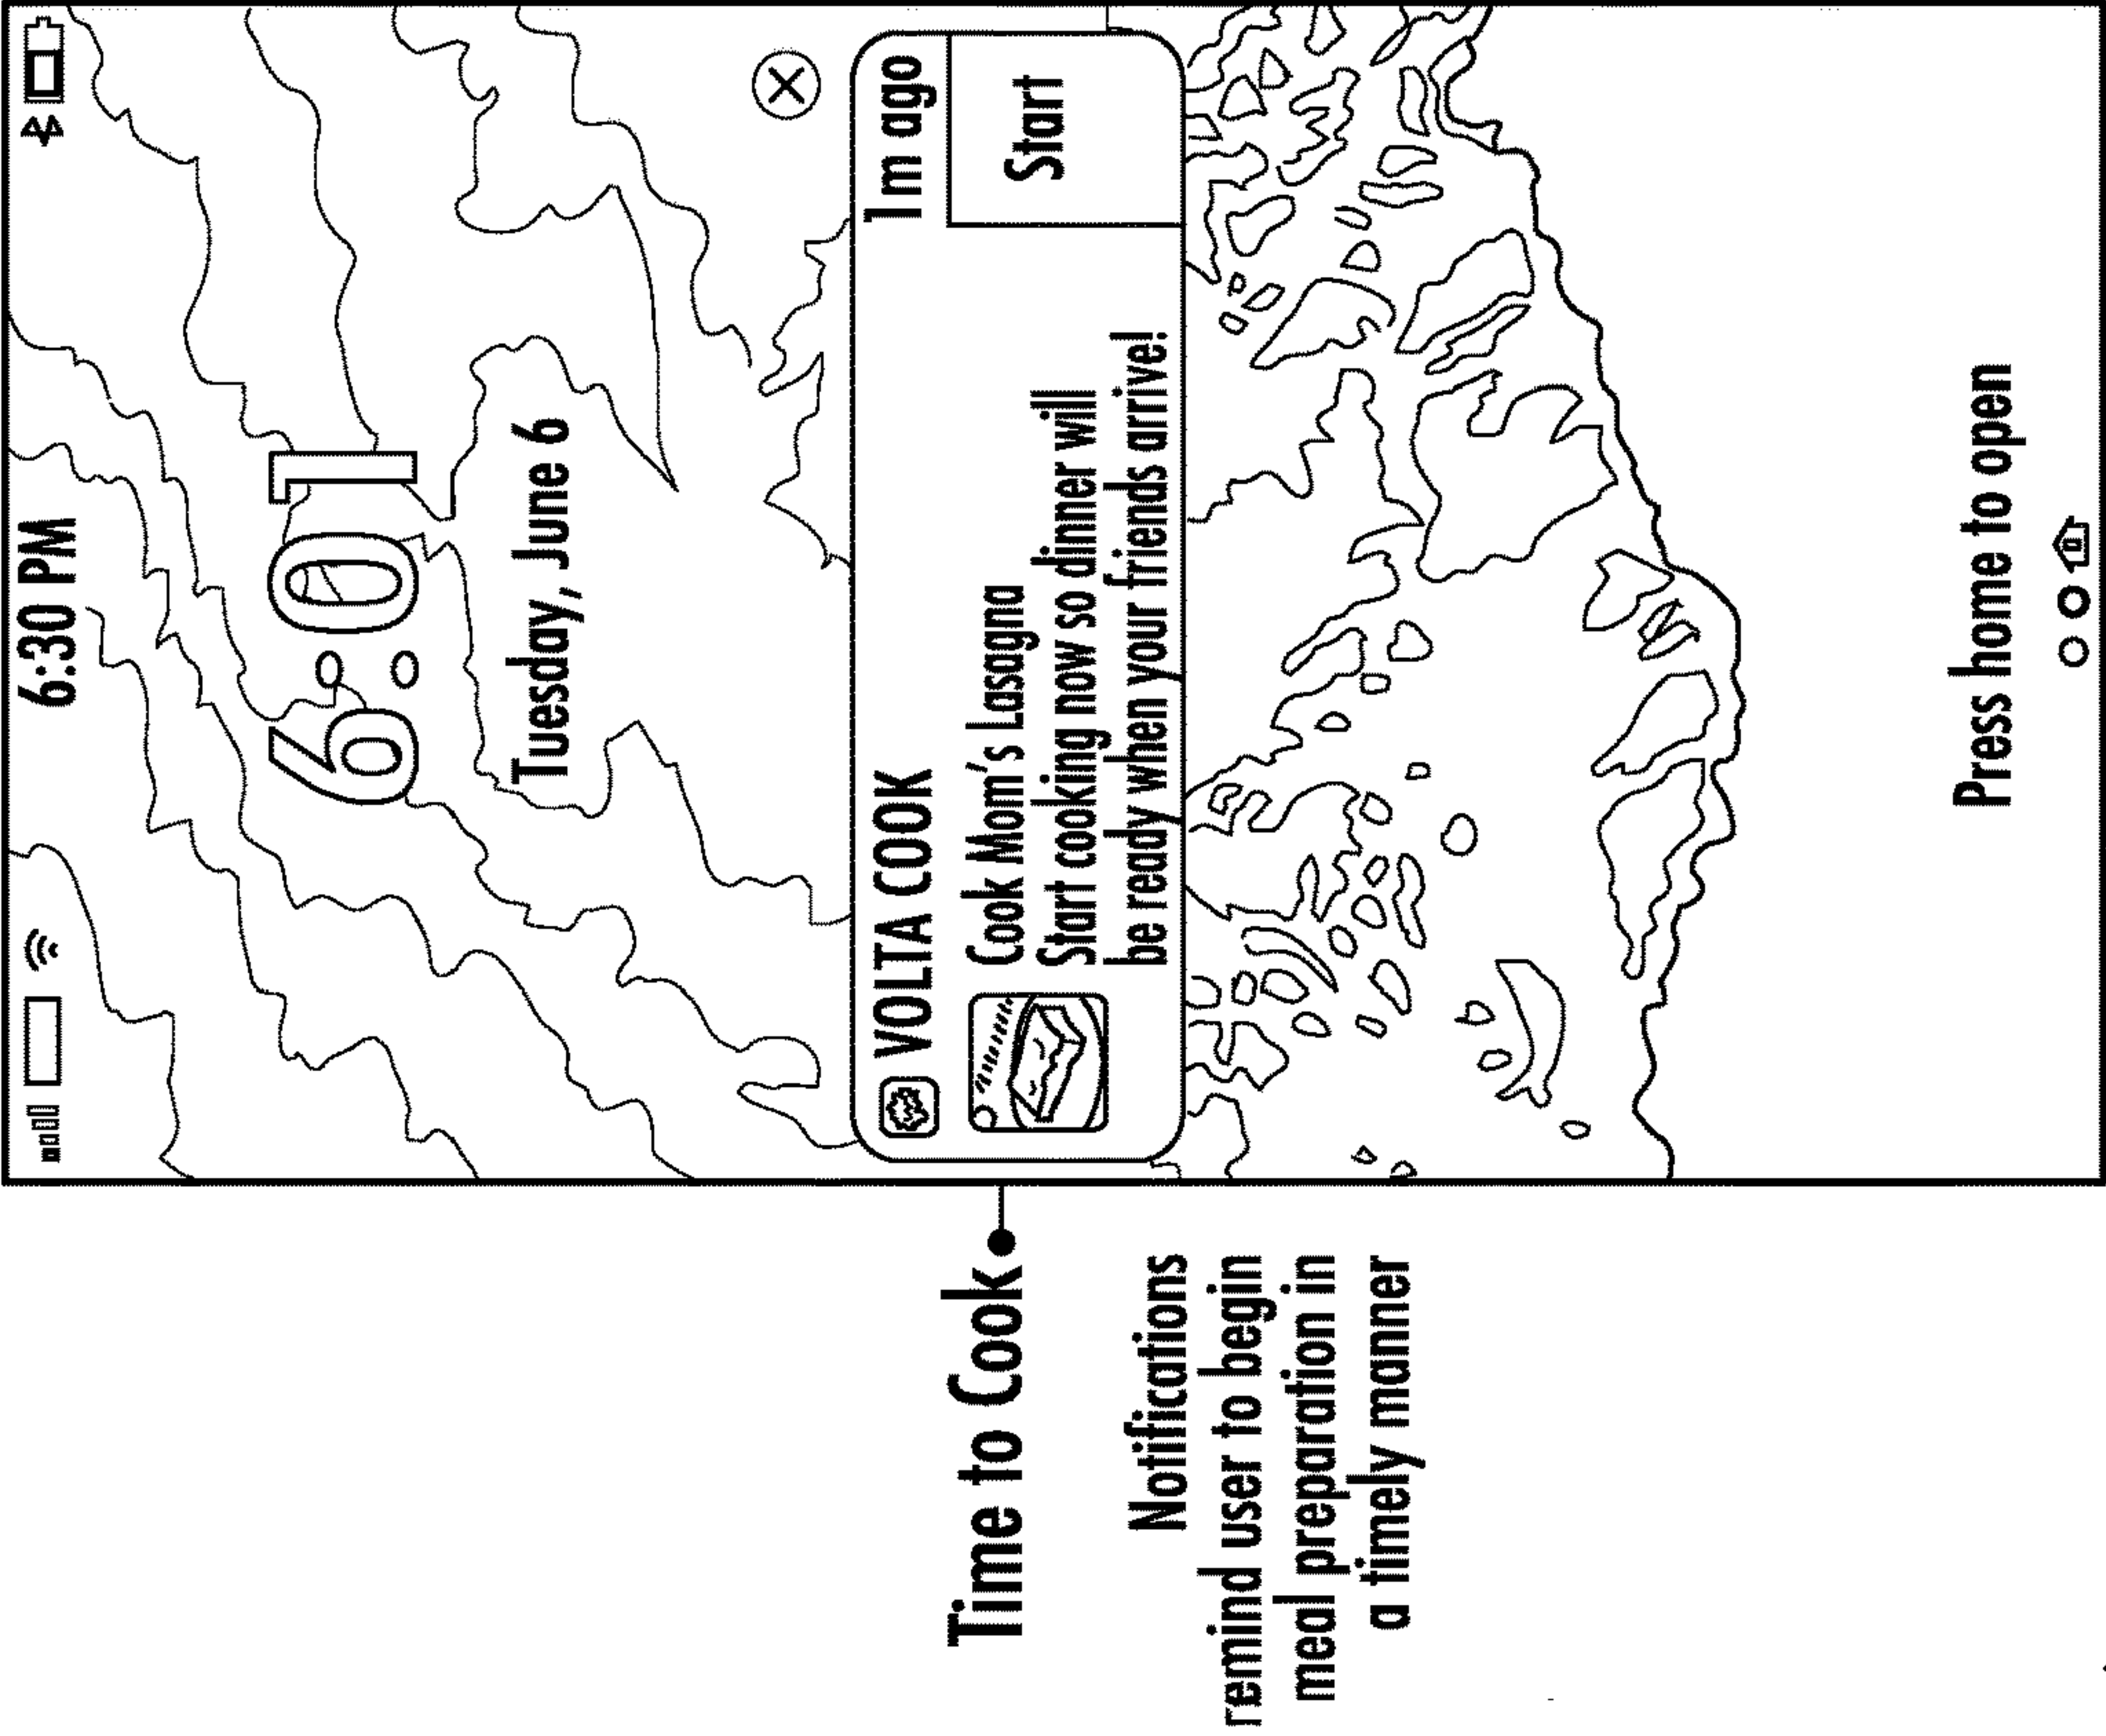 6:30 PM
6:01
Tuesday, June 6
VOLTA COOK
1m ago
Cook Mom's Lasagna
Start cooking now so dinner will
be ready when your friends arrive!
Start
Press home to open
Time to Cook
Notifications
remind user to begin
meal preparation in
a timely manner